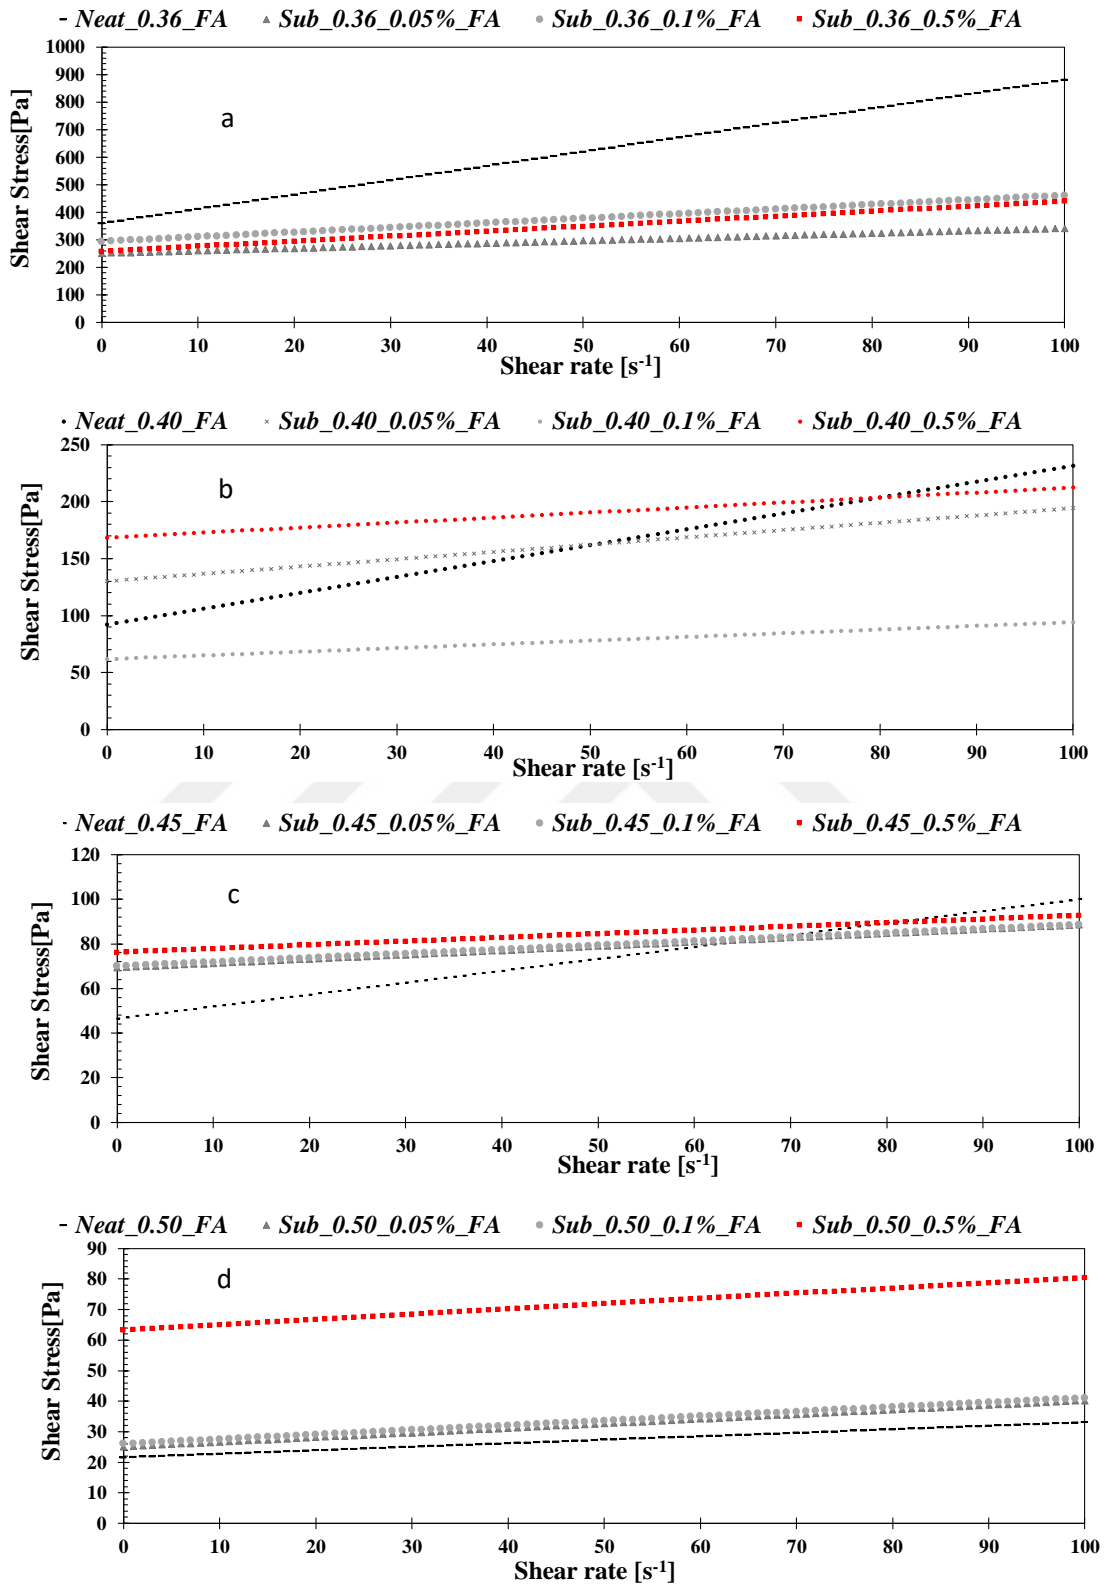 Neat_0.36_FA Sub_0.36_0.05%_FA Sub_0.36_0.1%_FA Sub_0.36_0.5%_FA
1000
900
800
700
600
500
400
300
200
100
0
Shear Stress[Pa]
a
0 10 20 30 40 50 60 70 80 90 100
Shear rate [s-1]
Neat_0.40_FA Sub_0.40_0.05%_FA Sub_0.40_0.1%_FA Sub_0.40_0.5%_FA
250
200
150
100
50
0
Shear Stress[Pa]
b
0 10 20 30 40 50 60 70 80 90 100
Shear rate [s-1]
Neat_0.45_FA Sub_0.45_0.05%_FA Sub_0.45_0.1%_FA Sub_0.45_0.5%_FA
120
100
80
60
40
20
0
Shear Stress[Pa]
c
0 10 20 30 40 50 60 70 80 90 100
Shear rate [s-1]
Neat_0.50_FA Sub_0.50_0.05%_FA Sub_0.50_0.1%_FA Sub_0.50_0.5%_FA
90
80
70
60
50
40
30
20
10
0
Shear Stress[Pa]
d
0 10 20 30 40 50 60 70 80 90 100
Shear rate [s-1]